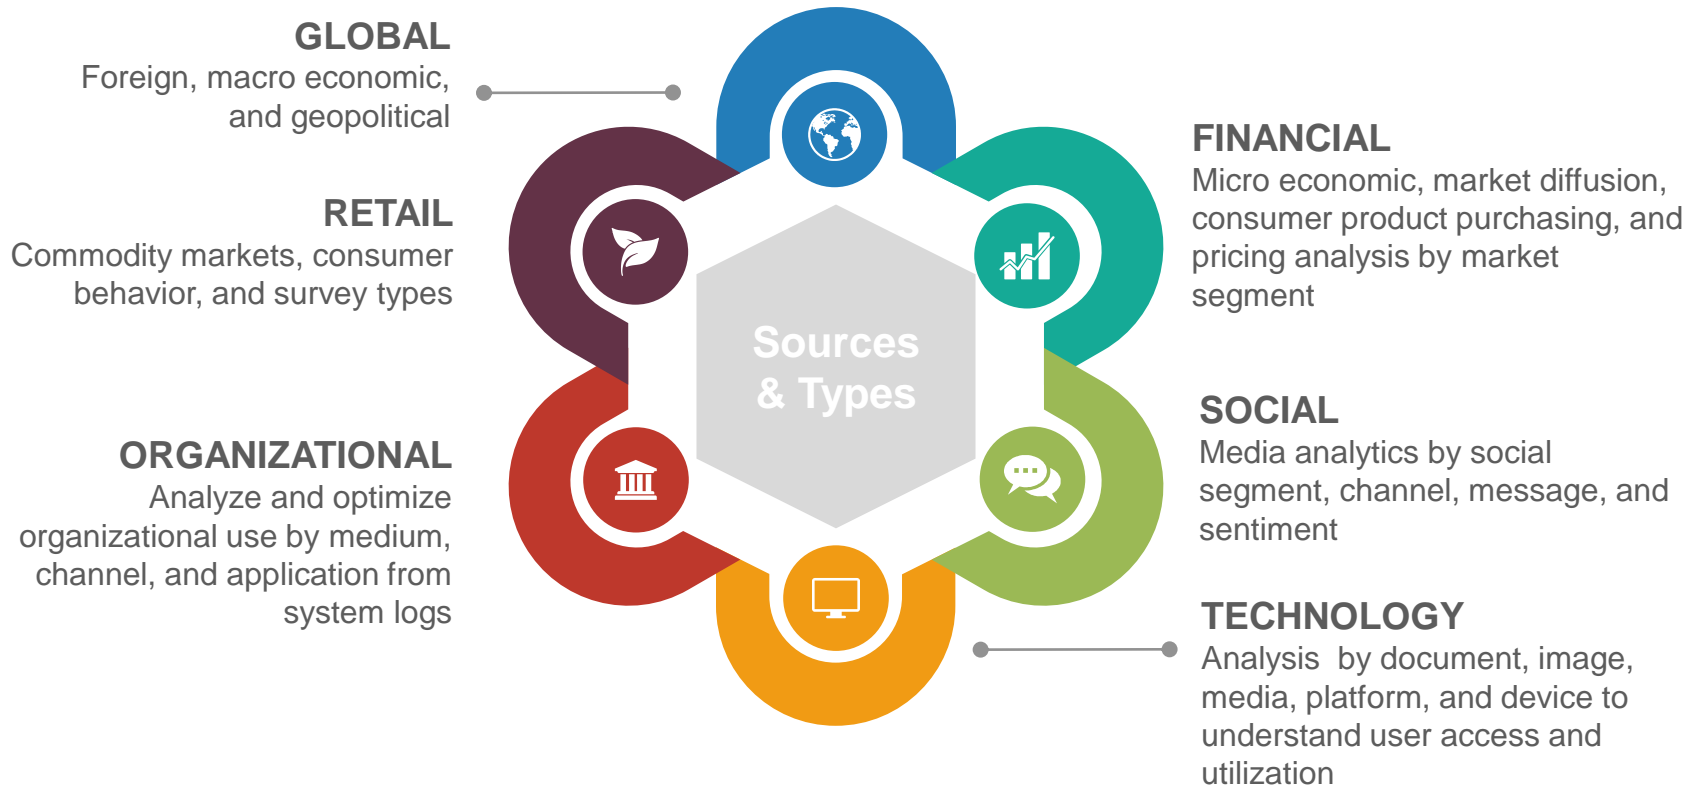 GLOBAL
Foreign, macro economic,
and geopolitical
RETAIL
Commodity markets, consumer
behavior, and survey types
ORGANIZATIONAL
Analyze and optimize
organizational use by medium,
channel, and application from
system logs
Sources
& Types
FINANCIAL
Micro economic, market diffusion,
consumer product purchasing, and
pricing analysis by market
segment
SOCIAL
Media analytics by social
segment, channel, message, and
sentiment
TECHNOLOGY
Analysis  by document, image,
media, platform, and device to
understand user access and
utilization